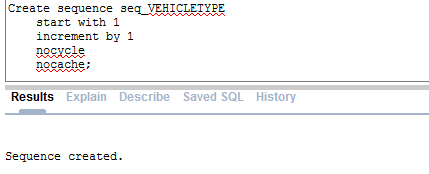 Create sequence seq_VEHICLETYPE
start with 1
increment by 1
nocycle
nocache;
Results Explain Describe Saved SQL History
Sequence created.